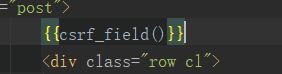 ="post">
{{csrf_field()}}
<div class="row cl">